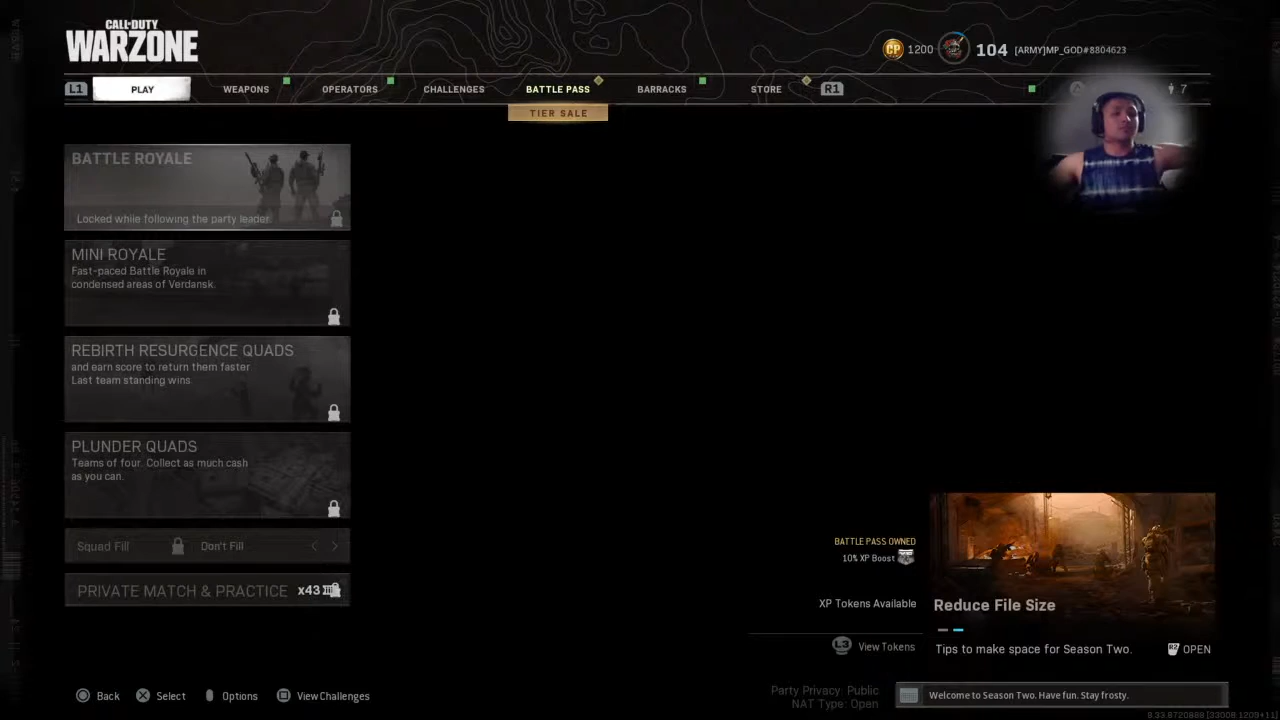 CALL OF DUTY
WARZONE
CP 1200 104 [ARMY]MP_GOD#8804623
L1 PLAY WEAPONS OPERATORS CHALLENGES BATTLE PASS BARRACKS STORE R1 7
TIER SALE
BATTLE ROYALE
Locked while following the party leader.
MINI ROYALE
Fast-paced Battle Royale in
condensed areas of Verdansk.
REBIRTH RESURGENCE QUADS
and earn score to return them faster
Last team standing wins.
PLUNDER QUADS
Teams of four. Collect as much cash
as you can.
Squad Fill Don't Fill
PRIVATE MATCH & PRACTICE x43
BATTLE PASS OWNED
10% XP Boost
XP Tokens Available
L3 View Tokens
Reduce File Size
Tips to make space for Season Two.
R2 OPEN
Back Select Options View Challenges
Party Privacy: Public
NAT Type: Open
Welcome to Season Two. Have fun. Stay frosty.